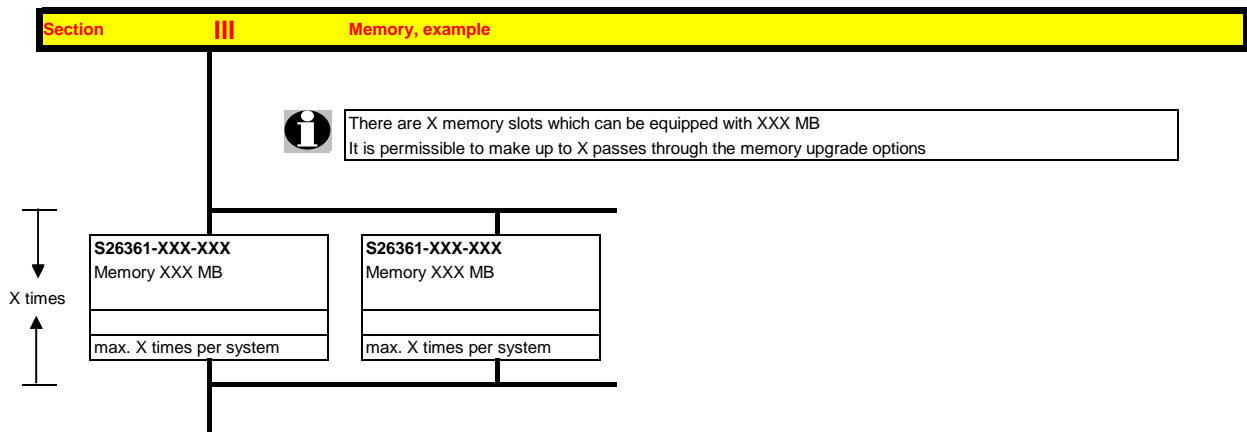 Section III Memory, example
There are X memory slots which can be equipped with XXX MB
It is permissible to make up to X passes through the memory upgrade options
S26361-XXX-XXX
Memory XXX MB
max. X times per system
S26361-XXX-XXX
Memory XXX MB
max. X times per system
X times